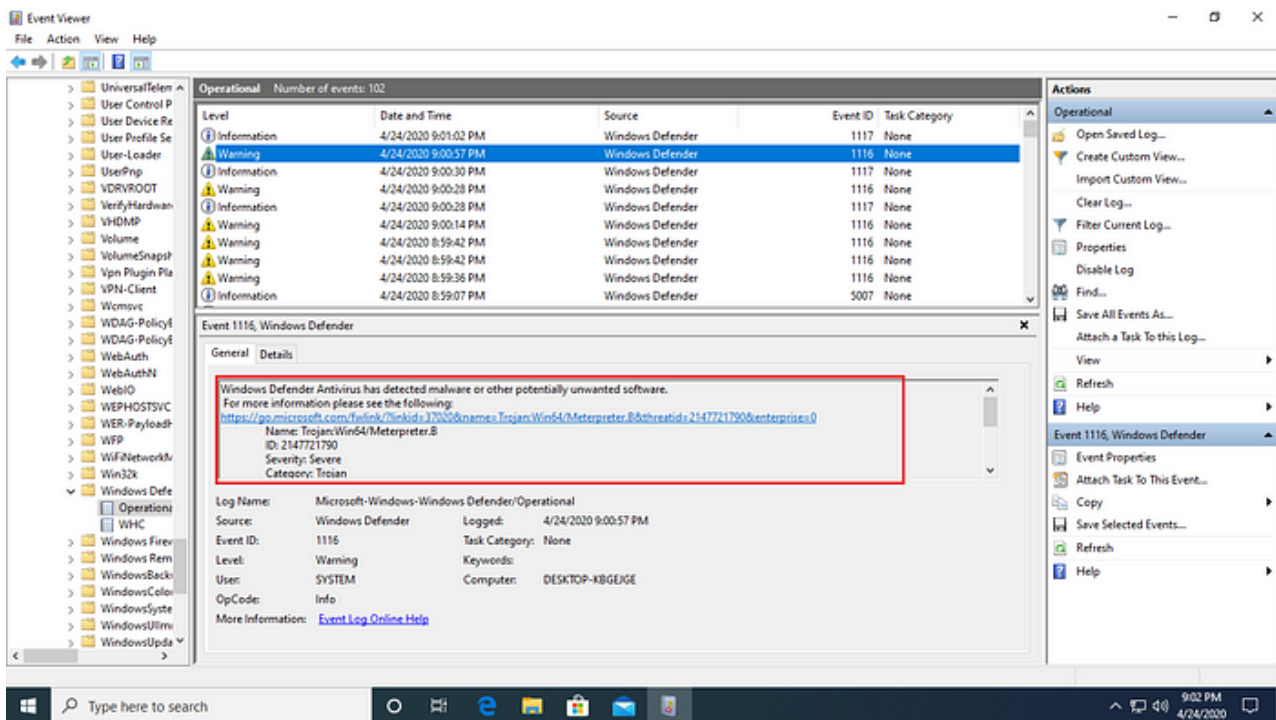 Event Viewer
File Action View Help
UniversalTelem
User Control P
User Device Re
User Profile Se
User-Loader
UserPnp
VDRVROOT
VerifyHardwar
VHDMP
Volume
VolumeSnapsh
Vpn Plugin Pla
VPN-Client
Wcmsvc
WDAG-PolicyE
WDAG-PolicyE
WebAuth
WebAuthN
WebIO
WEPHOSTSVC
WER-PayloadH
WFP
WiFiNetworkM
Win32k
Windows Defe
Operationa
WHC
Windows Firev
Windows Rem
WindowsBack
WindowsColor
WindowsSyste
WindowsUIImm
WindowsUpda
Operational Number of events: 102
Level Date and Time Source Event ID Task Category
Information 4/24/2020 9:01:02 PM Windows Defender 1117 None
Warning 4/24/2020 9:00:57 PM Windows Defender 1116 None
Information 4/24/2020 9:00:30 PM Windows Defender 1117 None
Warning 4/24/2020 9:00:28 PM Windows Defender 1116 None
Information 4/24/2020 9:00:28 PM Windows Defender 1117 None
Warning 4/24/2020 9:00:14 PM Windows Defender 1116 None
Warning 4/24/2020 8:59:42 PM Windows Defender 1116 None
Warning 4/24/2020 8:59:42 PM Windows Defender 1116 None
Warning 4/24/2020 8:59:36 PM Windows Defender 1116 None
Information 4/24/2020 8:59:07 PM Windows Defender 5007 None
Event 1116, Windows Defender
General Details
Windows Defender Antivirus has detected malware or other potentially unwanted software.
For more information please see the following:
https://go.microsoft.com/fwlink/?linkid=37020&name=Trojan:Win64/Meterpreter.B&threatid=2147721790&enterprise=0
Name: Trojan:Win64/Meterpreter.B
ID: 2147721790
Severity: Severe
Category: Trojan
Log Name: Microsoft-Windows-Windows Defender/Operational
Source: Windows Defender Logged: 4/24/2020 9:00:57 PM
Event ID: 1116 Task Category: None
Level: Warning Keywords:
User: SYSTEM Computer: DESKTOP-KBGEJGE
OpCode: Info
More Information: Event Log Online Help
Actions
Operational
Open Saved Log...
Create Custom View...
Import Custom View...
Clear Log...
Filter Current Log...
Properties
Disable Log
Find...
Save All Events As...
Attach a Task To this Log...
View
Refresh
Help
Event 1116, Windows Defender
Event Properties
Attach Task To This Event...
Copy
Save Selected Events...
Refresh
Help
Type here to search
9:02 PM
4/24/2020